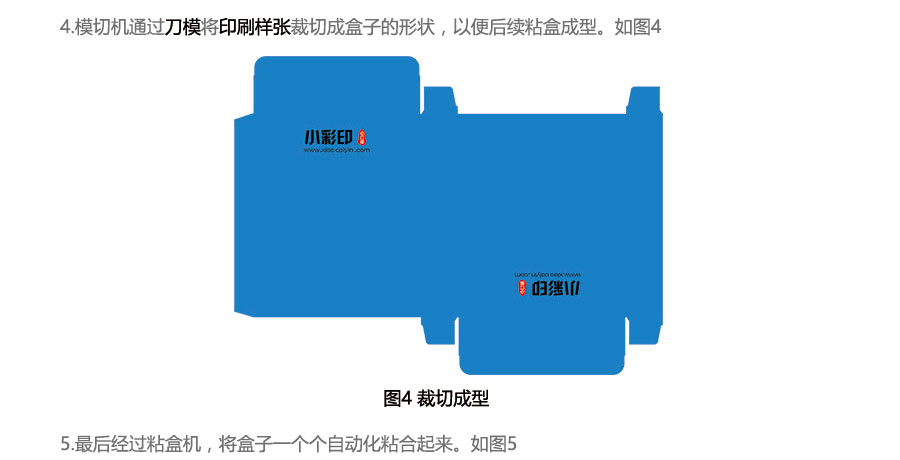 4.模切机通过刀模将印刷样张裁切成盒子的形状，以便后续粘盒成型。如图4
小彩印
www.xiaocaiyin.com
www.xiaocaiyin.com
小彩印
图4 裁切成型
5.最后经过粘盒机，将盒子一个个自动化粘合起来。如图5